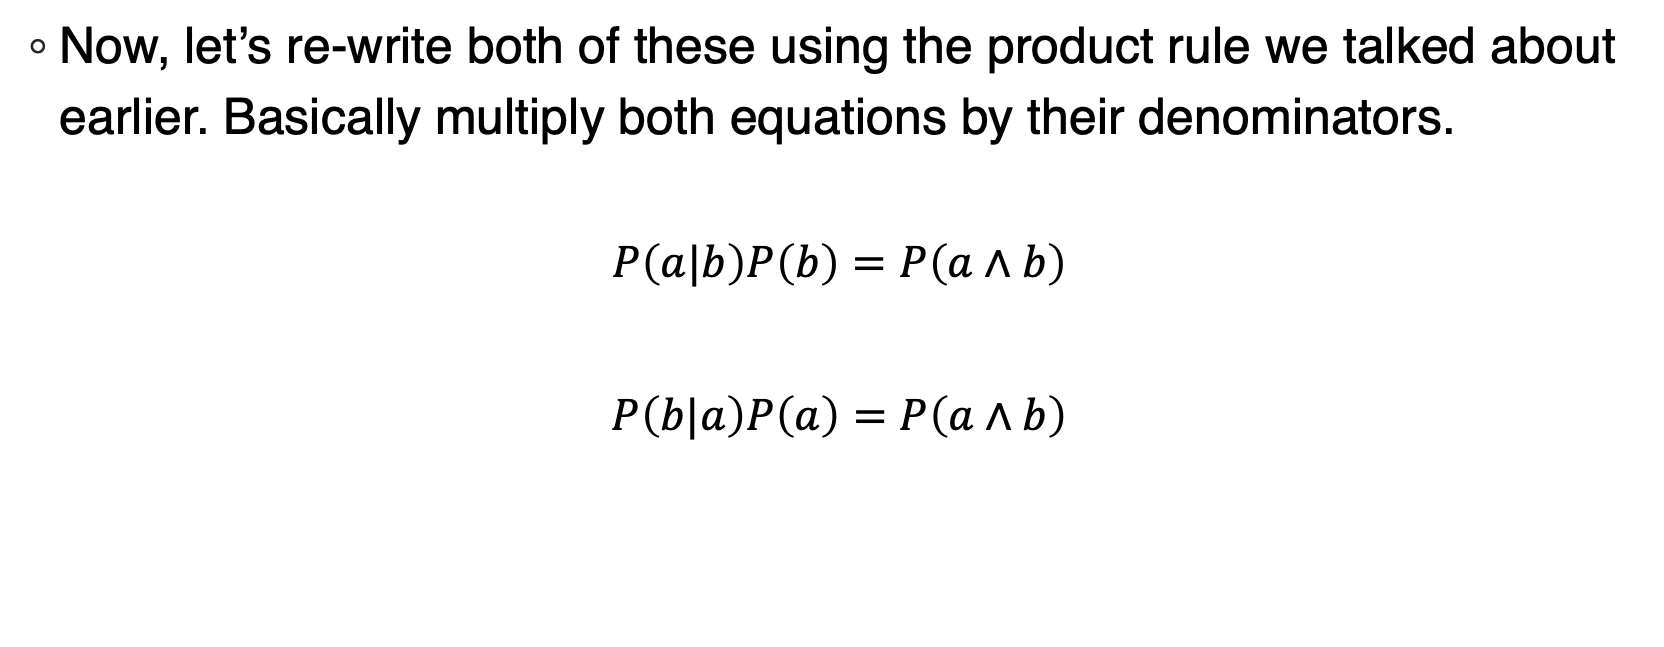 ◦ Now, let’s re-write both of these using the product rule we talked about
earlier. Basically multiply both equations by their denominators.
P(a|b)P(b) = P(a ∧ b)
P(b|a)P(a) = P(a ∧ b)